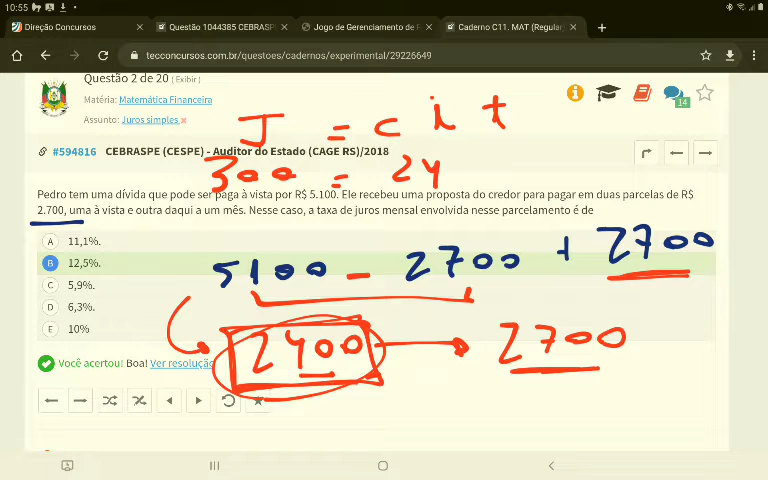 10:55
Direção Concursos
Questão 1044385 CEBRASP
Jogo de Gerenciamento de R
Caderno C11. MAT (Regular)
tecconcursos.com.br/questoes/cadernos/experimental/29226649
Questão 2 de 20 (Exibir)
Matéria: Matemática Financeira
Assunto: Juros simples
14
J = c i t
#594816 CEBRASPE (CESPE) - Auditor do Estado (CAGE RS)/2018
300 = 24
Pedro tem uma dívida que pode ser paga à vista por R$ 5.100. Ele recebeu uma proposta do credor para pagar em duas parcelas de R$
2.700, uma à vista e outra daqui a um mês. Nesse caso, a taxa de juros mensal envolvida nesse parcelamento é de
A 11,1%.
B 12,5%.
5100 - 2700 + 2700
C 5,9%.
D 6,3%.
E 10%
2400 2700
Você acertou! Boa! Ver resolução